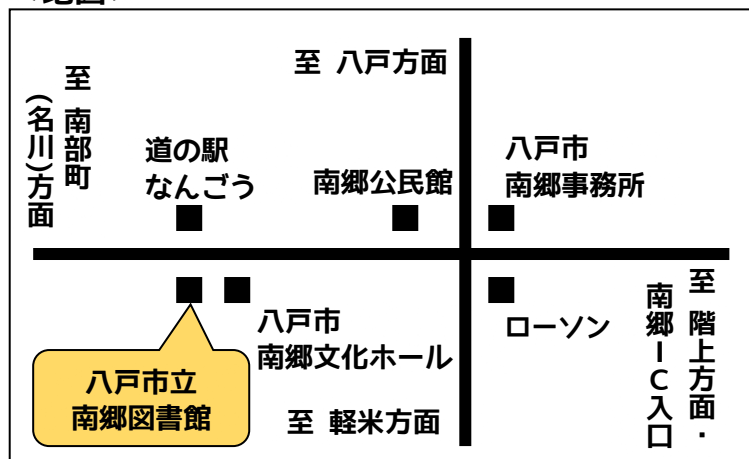 至 八戸方面
至 南部町
(名川)方面
道の駅
なんごう
南郷公民館
八戸市
南郷事務所
八戸市
南郷文化ホール
ローソン
至 階上方面・
南郷IC入口
八戸市立
南郷図書館
至 軽米方面